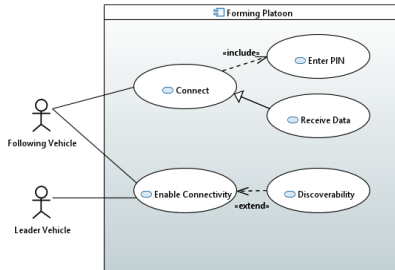 Forming Platoon
«include»
Enter PIN
Connect
Receive Data
Following Vehicle
Enable Connectivity
Discoverability
«extend»
Leader Vehicle